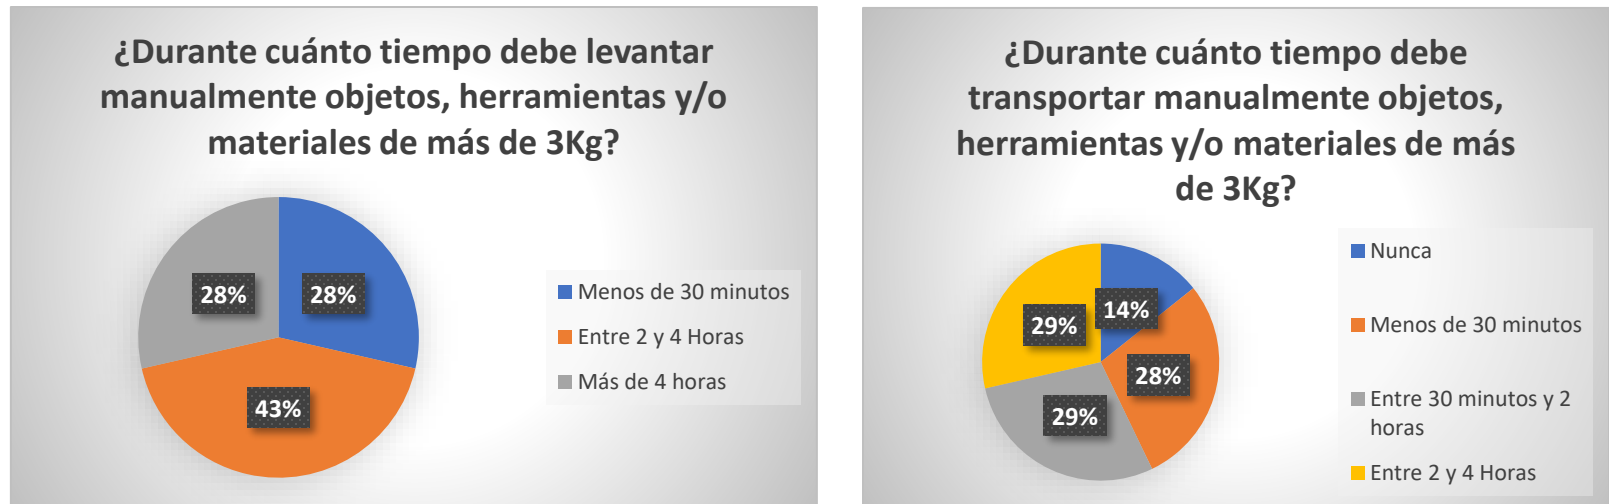 ¿Durante cuánto tiempo debe levantar
manualmente objetos, herramientas y/o
materiales de más de 3Kg?
28%
28%
43%
Menos de 30 minutos
Entre 2 y 4 Horas
Más de 4 horas
¿Durante cuánto tiempo debe
transportar manualmente objetos,
herramientas y/o materiales de más
de 3Kg?
14%
29%
28%
29%
Nunca
Menos de 30 minutos
Entre 30 minutos y 2
horas
Entre 2 y 4 Horas